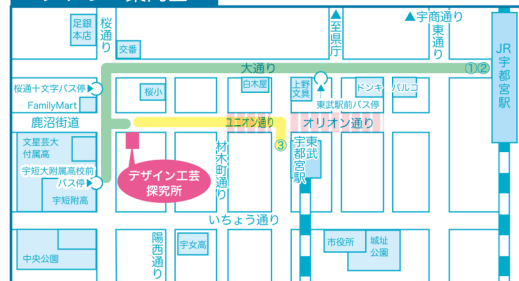 足銀
本店
桜通り
交番
▲至県庁
▲宇商通り
東通り
JR宇都宮駅
大通り
①②
桜通十文字バス停▶
FamilyMart
桜小
白木屋
上野
文具
東武駅前バス停
ドンキ
パルコ
鹿沼街道
ユニオン通り
オリオン通り
文星芸大
付属高
宇短大附属高校前
バス停▶
宇短附高
デザイン工芸
探究所
材木町通り
③
東武
宇都宮駅
いちょう通り
中央公園
陽西通り
宇女高
市役所
城址
公園